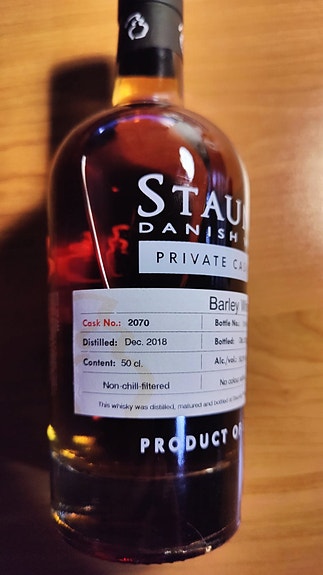 STAU
DANISH
PRIVATE CA
Barley
Cask No.: 2070
Bottle No.:
Distilled: Dec. 2018
Bottled:
Content: 50 cl.
Alc./vol.:
Non-chill-filtered
No colour
This whisky was distilled, matured and bottled at
PRODUCT O